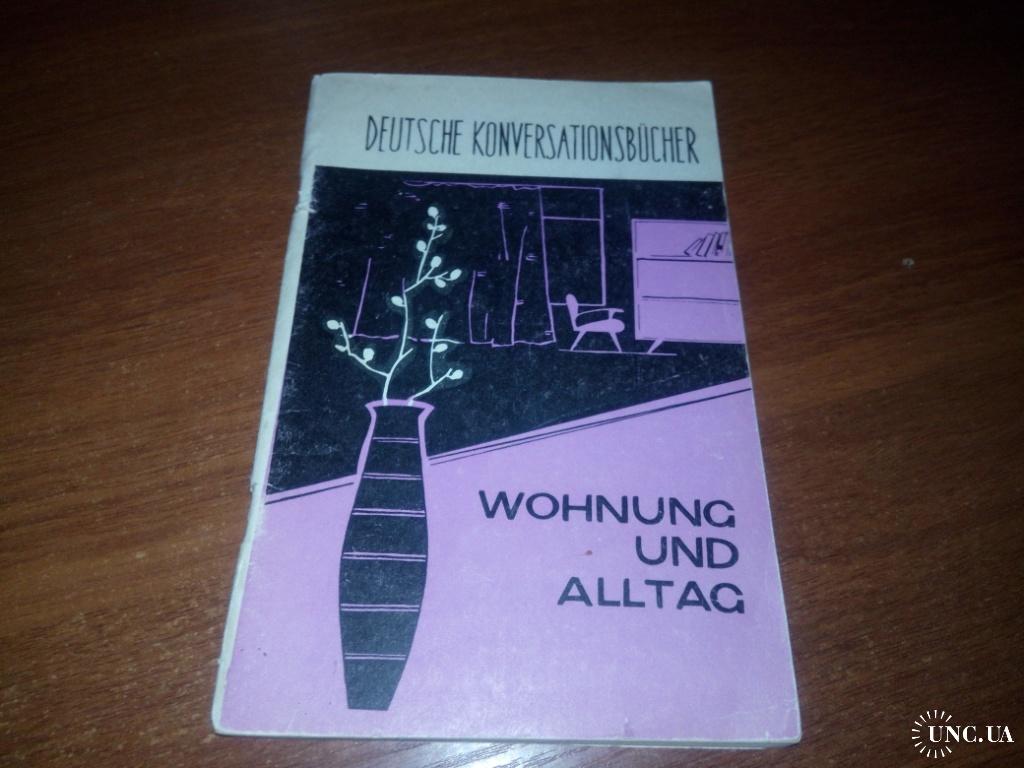 DEUTSCHE KONVERSATIONSBÜCHER
WOHNUNG
UND
ALLTAG
UNC.UA